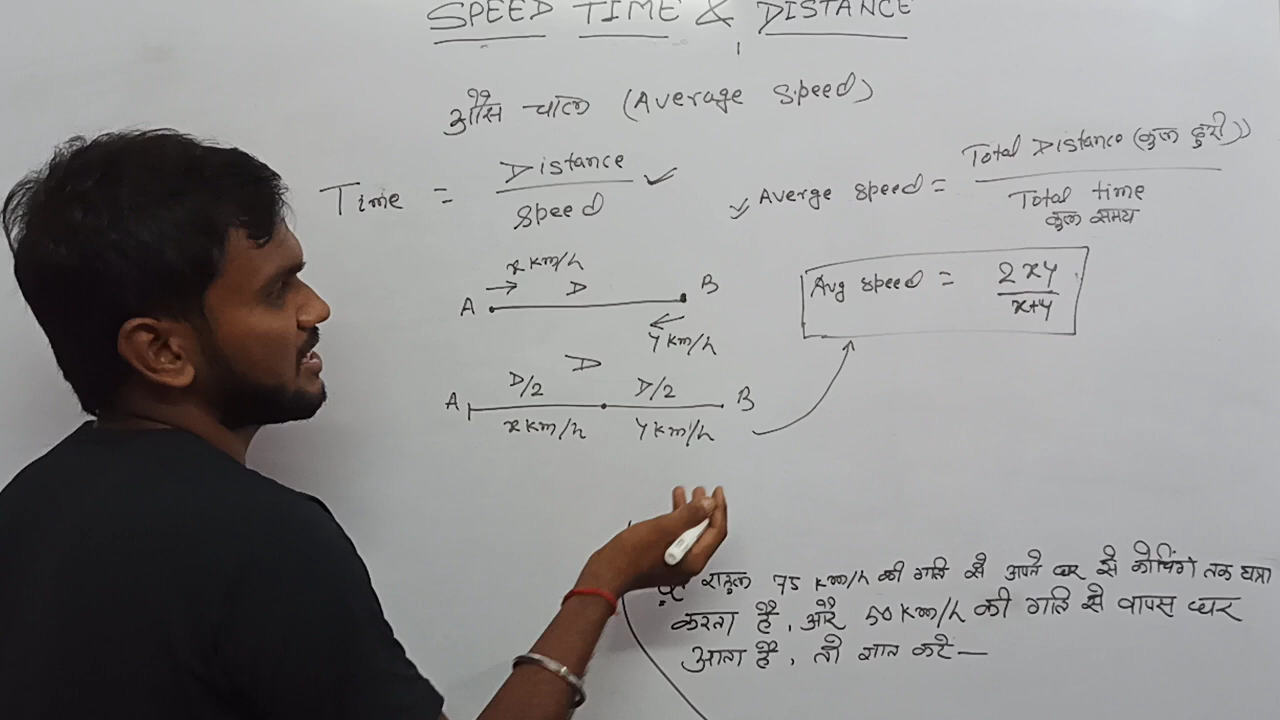 SPEED TIME & DISTANCE
औस चाल (Average Speed)
Time = Distance / Speed ✓
✓ Averge speed = Total Distance (कुल दुरी) / Total time
कुल समय
x km/h
A → D B
← y km/h
Avg speed = 2xy / x+y
D
A D/2 D/2 B
x km/h y km/h
राहुल 75 km/h की गति से अपने घर से कोचिंग तक यात्रा
करता है, और 50 km/h की गति से वापस घर
आता है, तो ज्ञात करे —